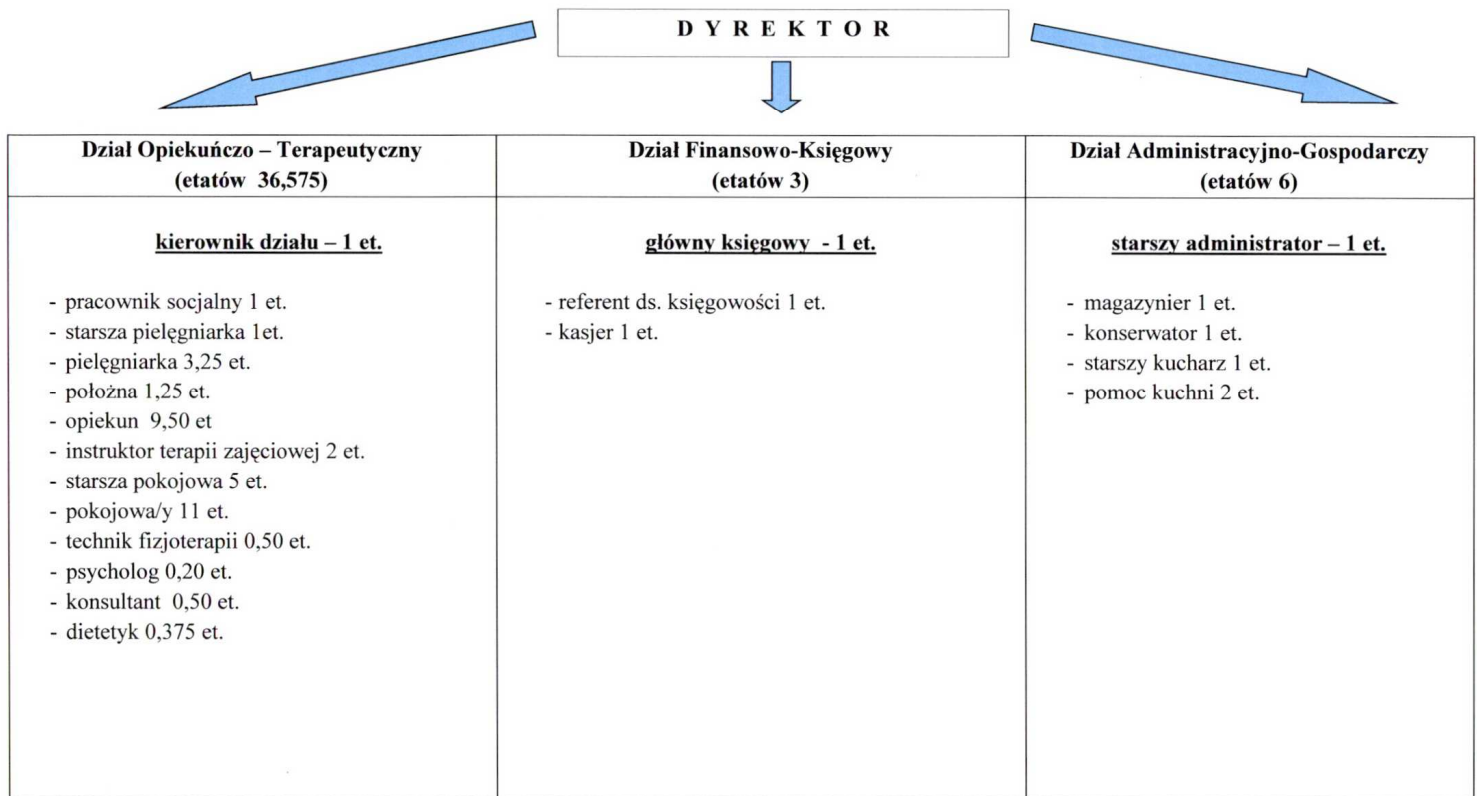 D Y R E K T O R
Dział Opiekuńczo – Terapeutyczny
(etatów 36,575)
kierownik działu – 1 et.
- pracownik socjalny 1 et.
- starsza pielęgniarka 1et.
- pielęgniarka 3,25 et.
- położna 1,25 et.
- opiekun 9,50 et
- instruktor terapii zajęciowej 2 et.
- starsza pokojowa 5 et.
- pokojowa/y 11 et.
- technik fizjoterapii 0,50 et.
- psycholog 0,20 et.
- konsultant 0,50 et.
- dietetyk 0,375 et.
Dział Finansowo-Księgowy
(etatów 3)
główny księgowy - 1 et.
- referent ds. księgowości 1 et.
- kasjer 1 et.
Dział Administracyjno-Gospodarczy
(etatów 6)
starszy administrator – 1 et.
- magazynier 1 et.
- konserwator 1 et.
- starszy kucharz 1 et.
- pomoc kuchni 2 et.